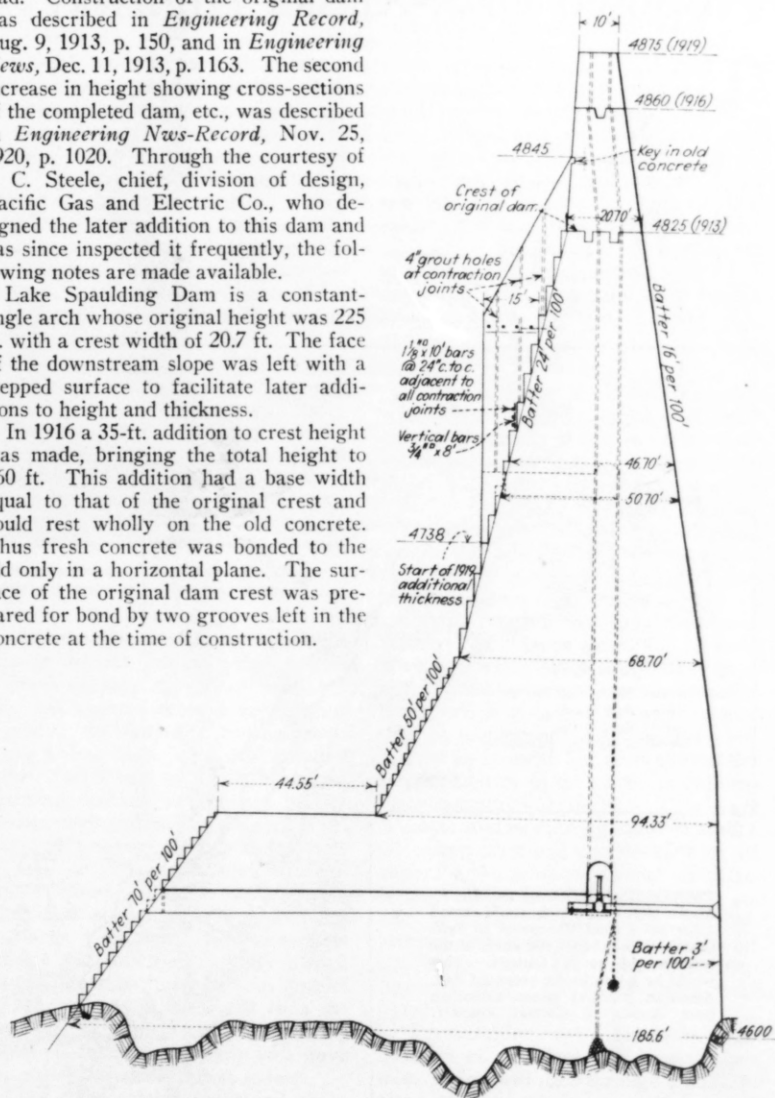 was described in Engineering Record,
Aug. 9, 1913, p. 150, and in Engineering
News, Dec. 11, 1913, p. 1163. The second
increase in height showing cross-sections
of the completed dam, etc., was described
Engineering Nws-Record, Nov. 25,
1920, p. 1020. Through the courtesy of
C. Steele, chief, division of design,
Pacific Gas and Electric Co., who de-
signed the later addition to this dam and
has since inspected it frequently, the fol-
lowing notes are made available.
Lake Spaulding Dam is a constant-
angle arch whose original height was 225
ft. with a crest width of 20.7 ft. The face
of the downstream slope was left with a
stepped surface to facilitate later addi-
tions to height and thickness.
In 1916 a 35-ft. addition to crest height
was made, bringing the total height to
260 ft. This addition had a base width
equal to that of the original crest and
would rest wholly on the old concrete.
Thus fresh concrete was bonded to the
old only in a horizontal plane. The sur-
face of the original dam crest was pre-
pared for bond by two grooves left in the
concrete at the time of construction.
10'
4875 (1919)
4860 (1916)
4845
Key in old
concrete
Crest of
original dam
20.70'
4825 (1913)
4" grout holes
at contraction
joints
15'
Batter 24' per 100'
Batter 16' per 100'
1⅛"□ x 10' bars
@ 24" c. to c.
adjacent to
all contraction
joints
Vertical bars
¾"□ x 8'
46.70'
50.70'
4738
Start of 1919
additional
thickness
68.70'
Batter 50' per 100'
44.55'
94.33'
Batter 70' per 100'
Batter 3'
per 100'
185.6'
4600